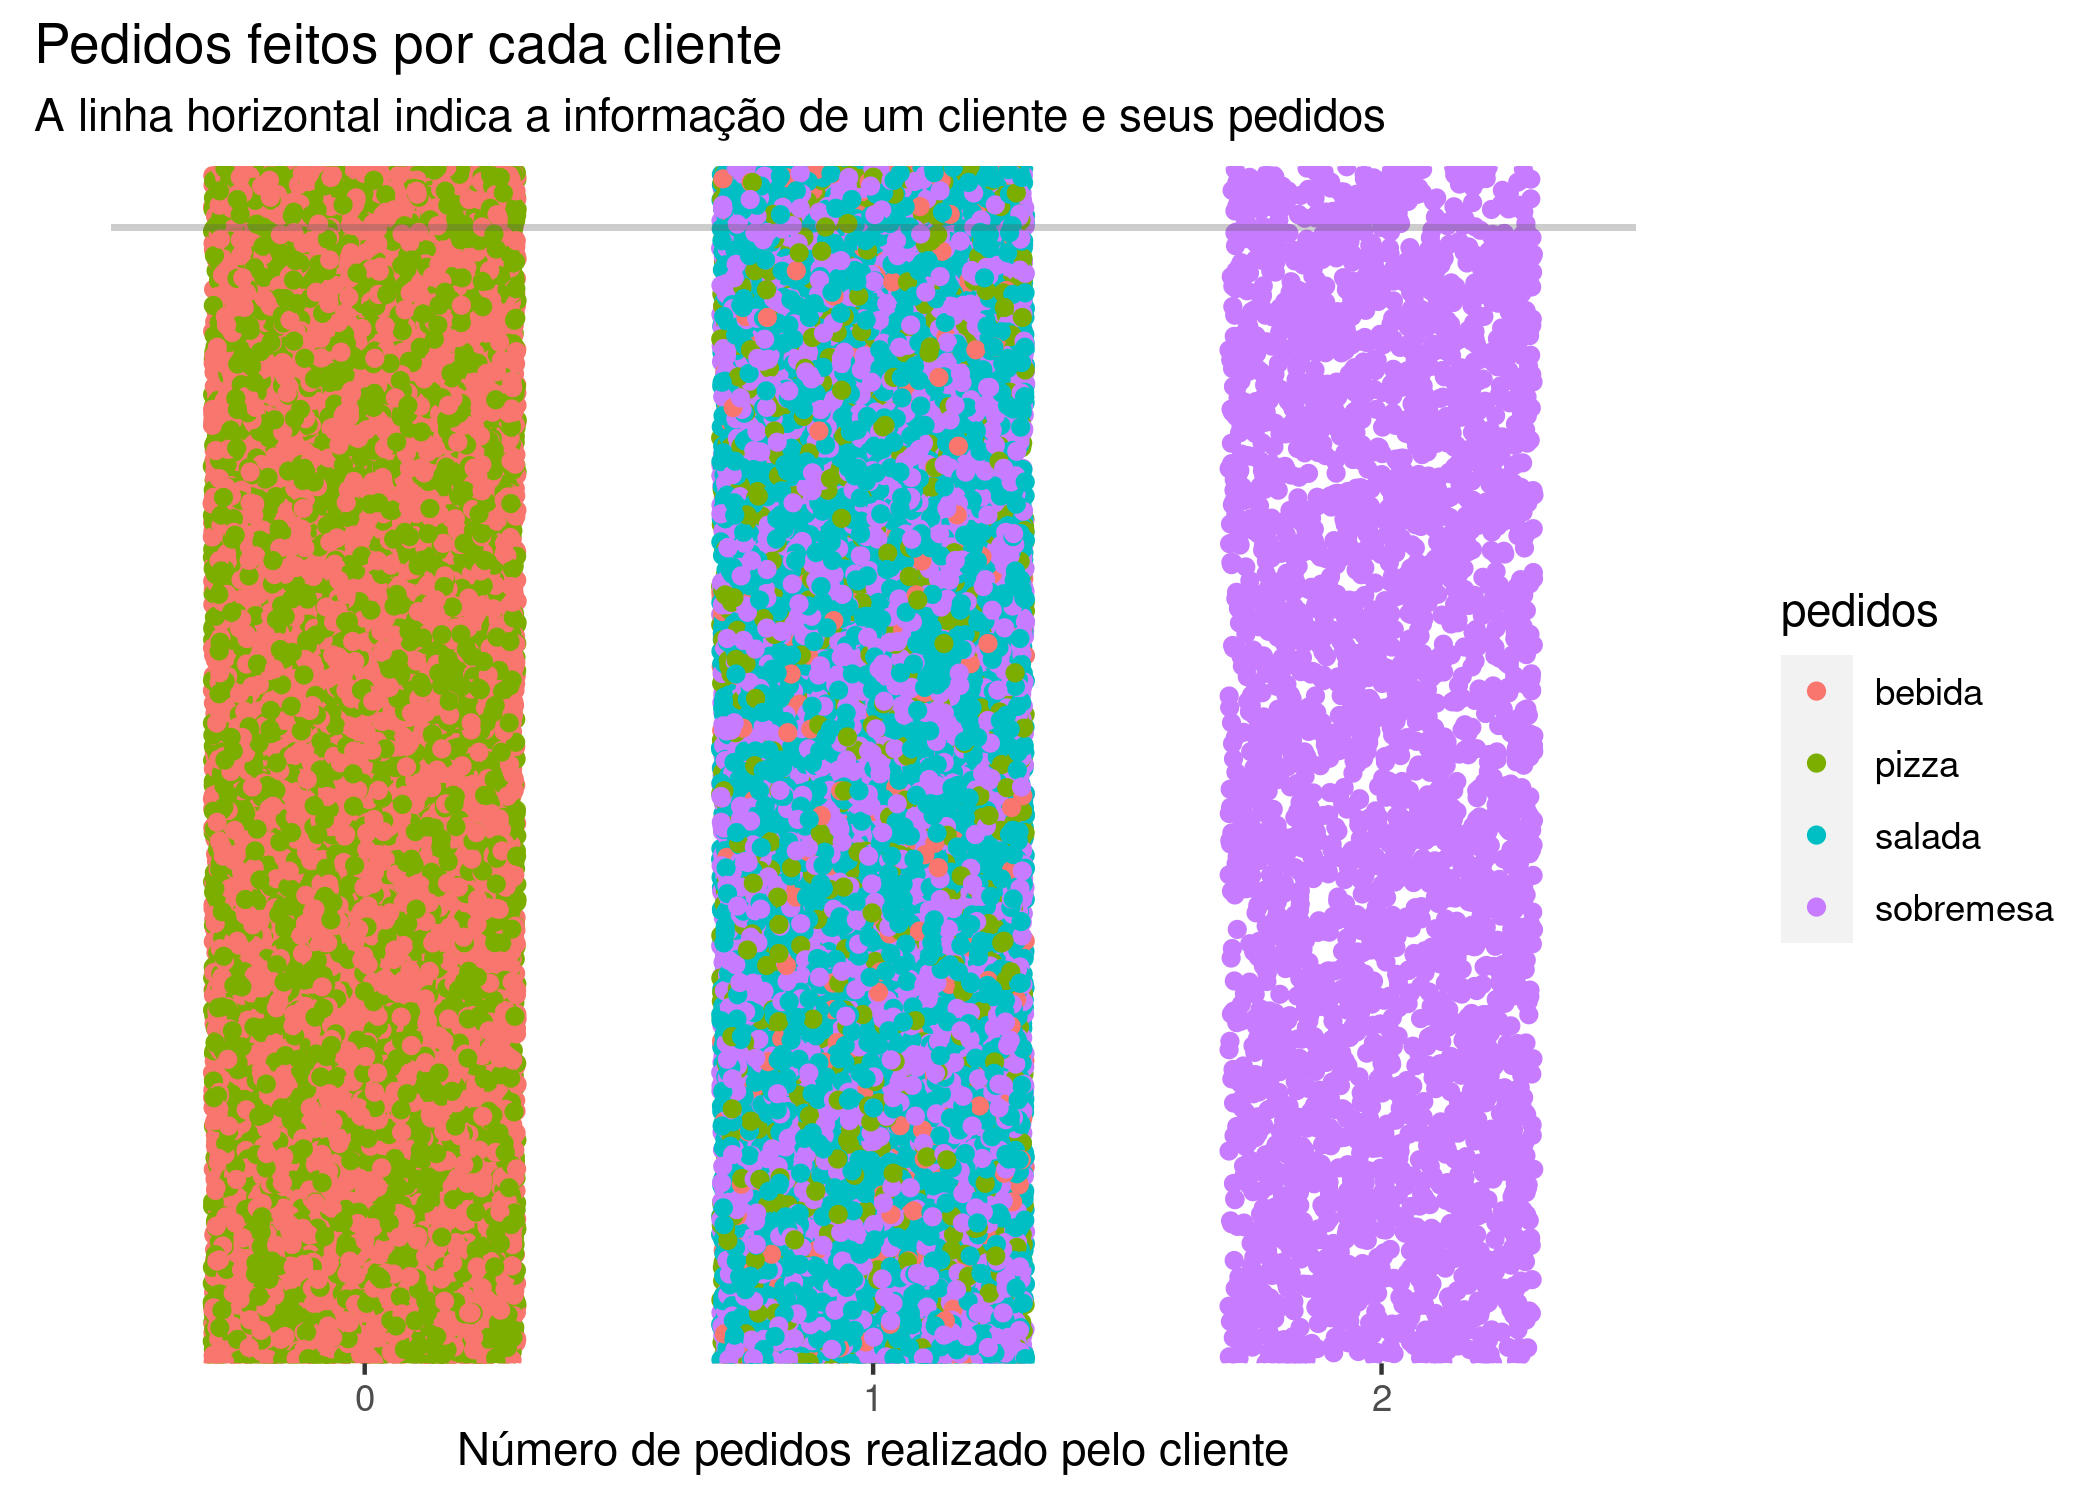 Pedidos feitos por cada cliente
A linha horizontal indica a informação de um cliente e seus pedidos
pedidos
bebida
pizza
salada
sobremesa
0
1
2
Número de pedidos realizado pelo cliente